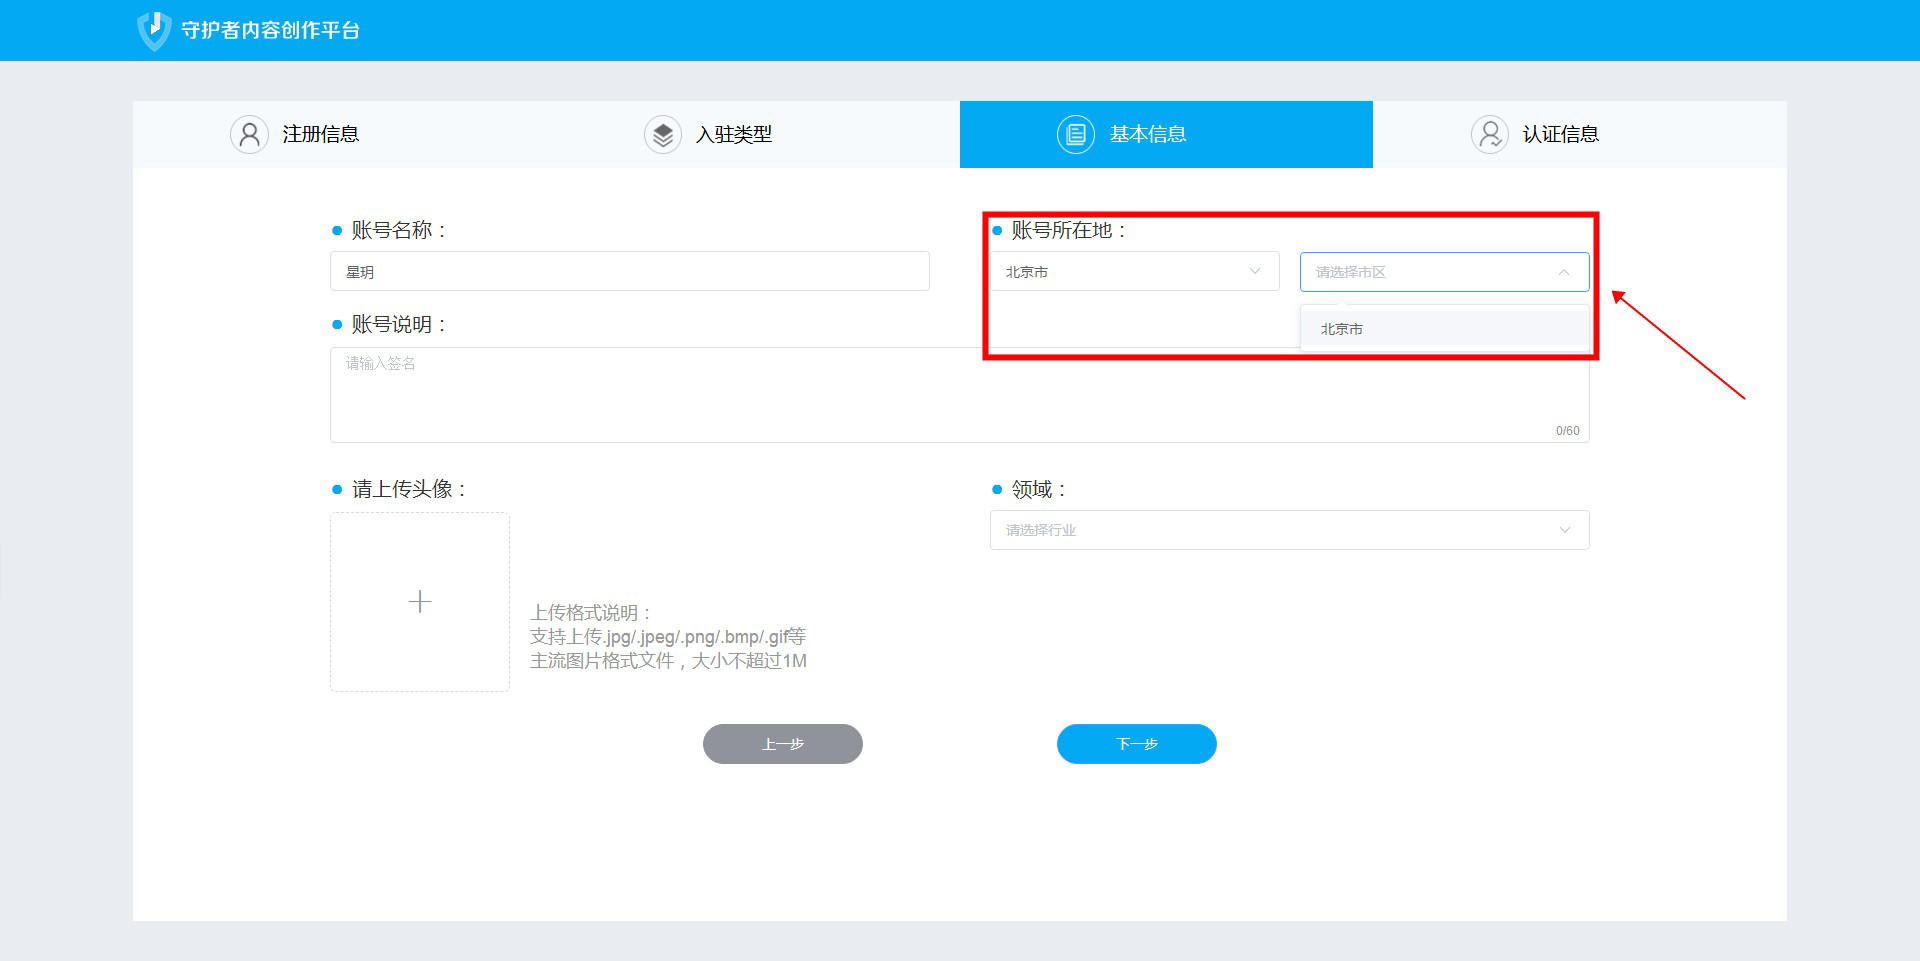 守护者内容创作平台
注册信息
入驻类型
基本信息
认证信息
账号名称：
星玥
账号所在地：
北京市
请选择市区
北京市
账号说明：
请输入签名
0/60
请上传头像：
上传格式说明：
支持上传.jpg/.jpeg/.png/.bmp/.gif等
主流图片格式文件，大小不超过1M
领域：
请选择行业
上一步
下一步